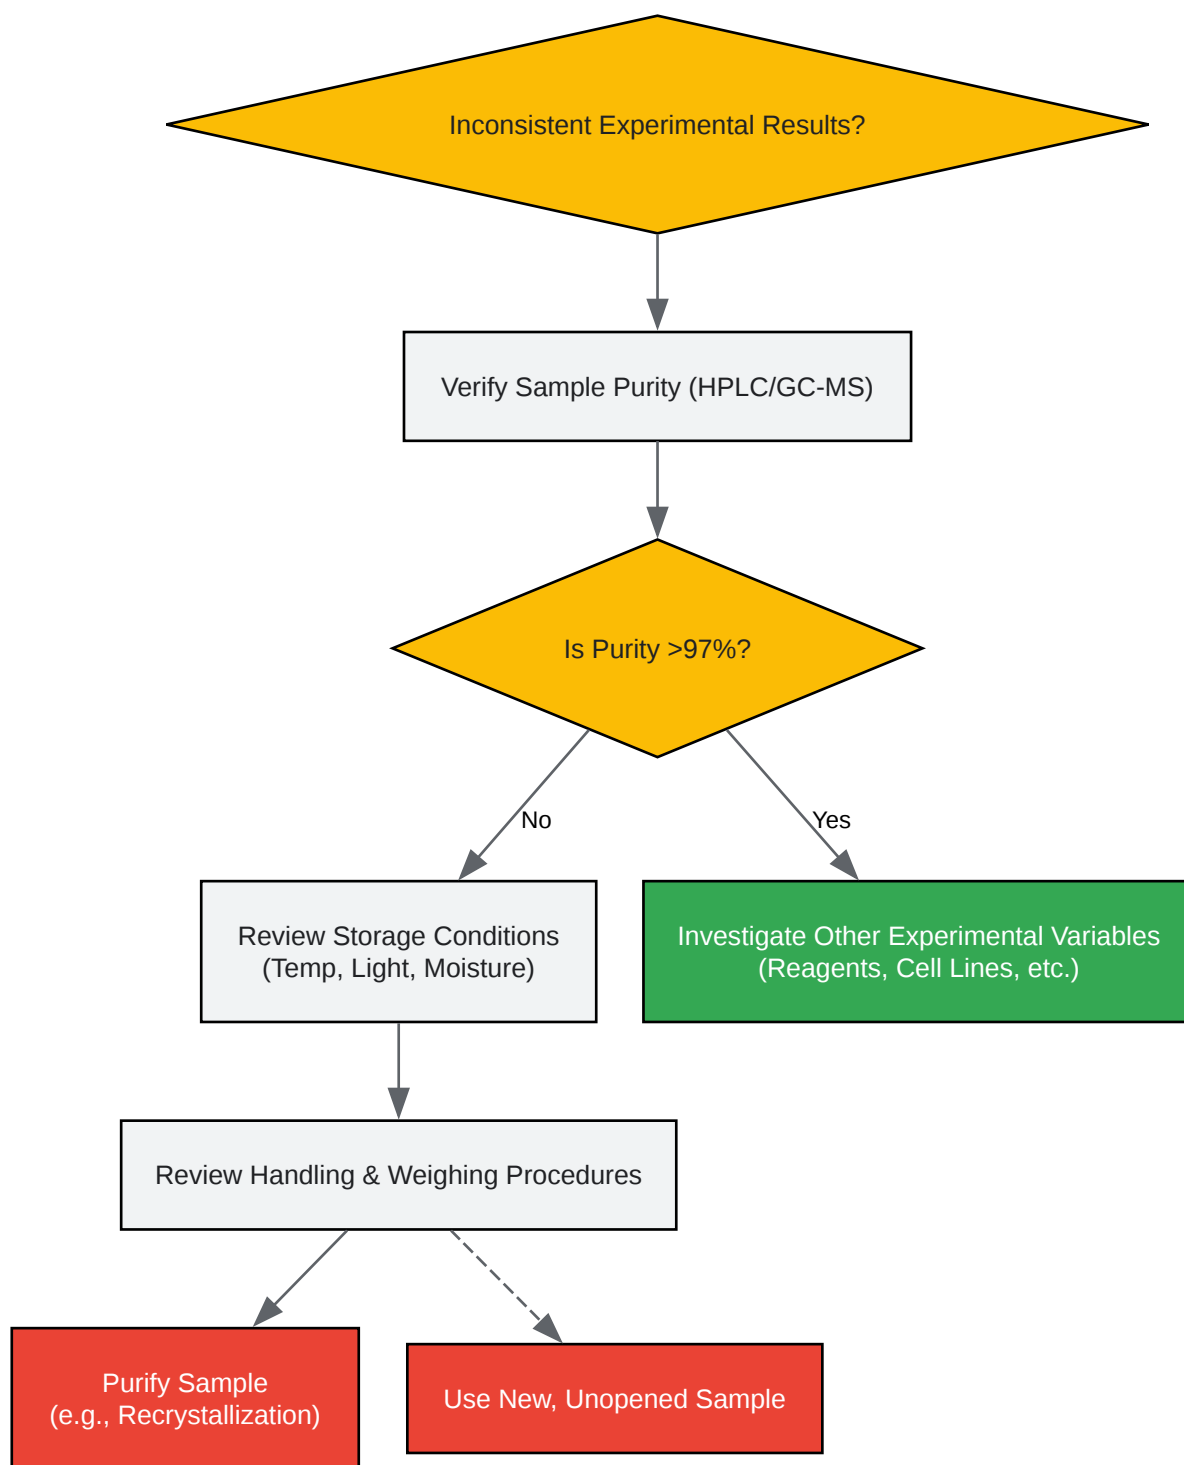 Inconsistent Experimental Results?
Verify Sample Purity (HPLC/GC-MS)
Is Purity >97%?
No
Yes
Review Storage Conditions
(Temp, Light, Moisture)
Investigate Other Experimental Variables
(Reagents, Cell Lines, etc.)
Review Handling & Weighing Procedures
Purify Sample
(e.g., Recrystallization)
Use New, Unopened Sample